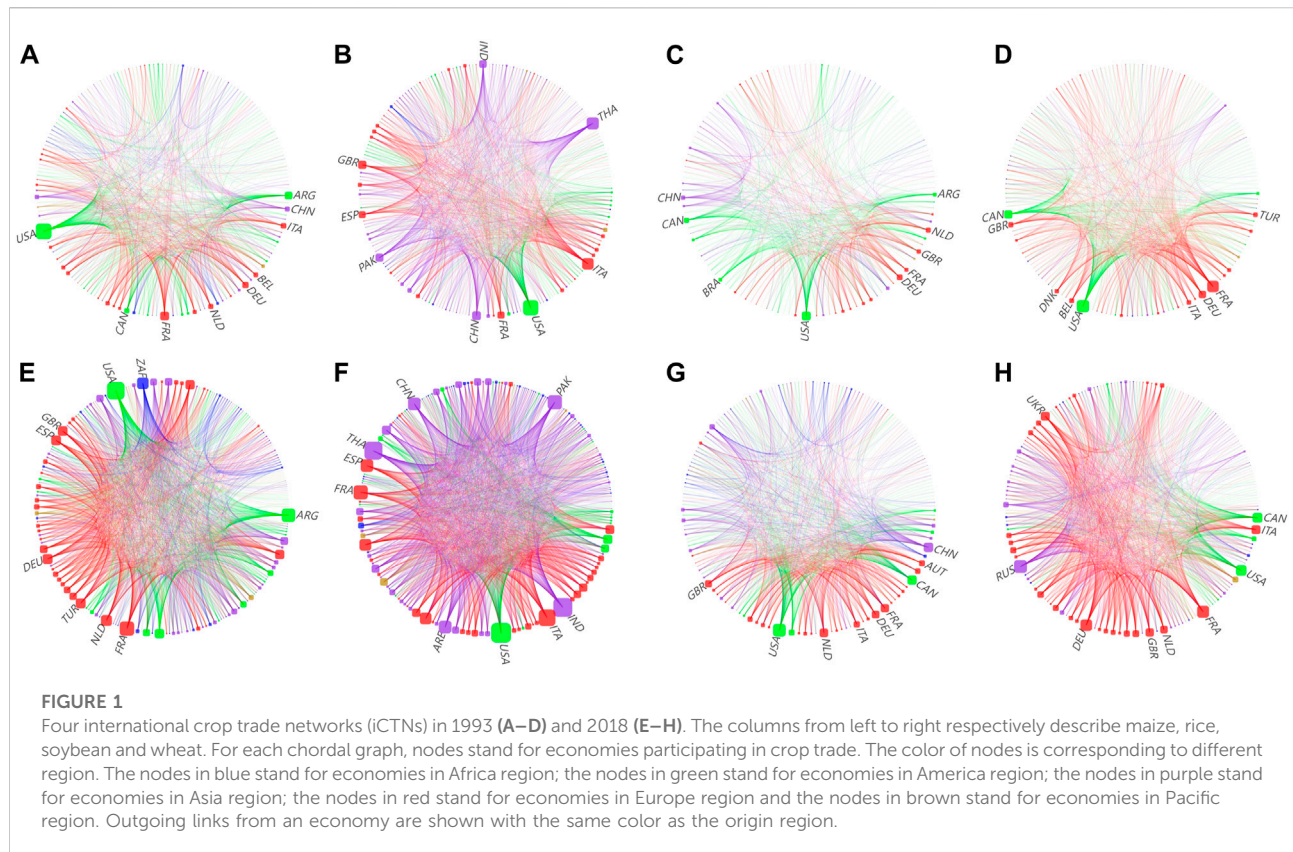 A
USA
ARG
CHN
ITA
BEL
DEU
NLD
FRA
CAN
B
IND
THA
GBR
ESP
PAK
CHN
FRA
USA
ITA
C
CHN
CAN
BRA
USA
ARG
NLD
GBR
FRA
DEU
D
CAN
GBR
DNK
BEL
USA
ITA
DEU
FRA
TUR
E
USA
ZAF
GBR
ESP
ARG
DEU
TUR
NLD
FRA
F
CHN
PAK
THA
ESP
FRA
ARE
USA
ITA
IND
G
GBR
USA
NLD
ITA
DEU
FRA
CAN
AUT
CHN
H
UKR
RUS
DEU
GBR
NLD
FRA
USA
ITA
CAN
FIGURE 1
Four international crop trade networks (iCTNs) in 1993 (A–D) and 2018 (E–H). The columns from left to right respectively describe maize, rice,
soybean and wheat. For each chordal graph, nodes stand for economies participating in crop trade. The color of nodes is corresponding to different
region. The nodes in blue stand for economies in Africa region; the nodes in green stand for economies in America region; the nodes in purple stand
for economies in Asia region; the nodes in red stand for economies in Europe region and the nodes in brown stand for economies in Pacific
region. Outgoing links from an economy are shown with the same color as the origin region.